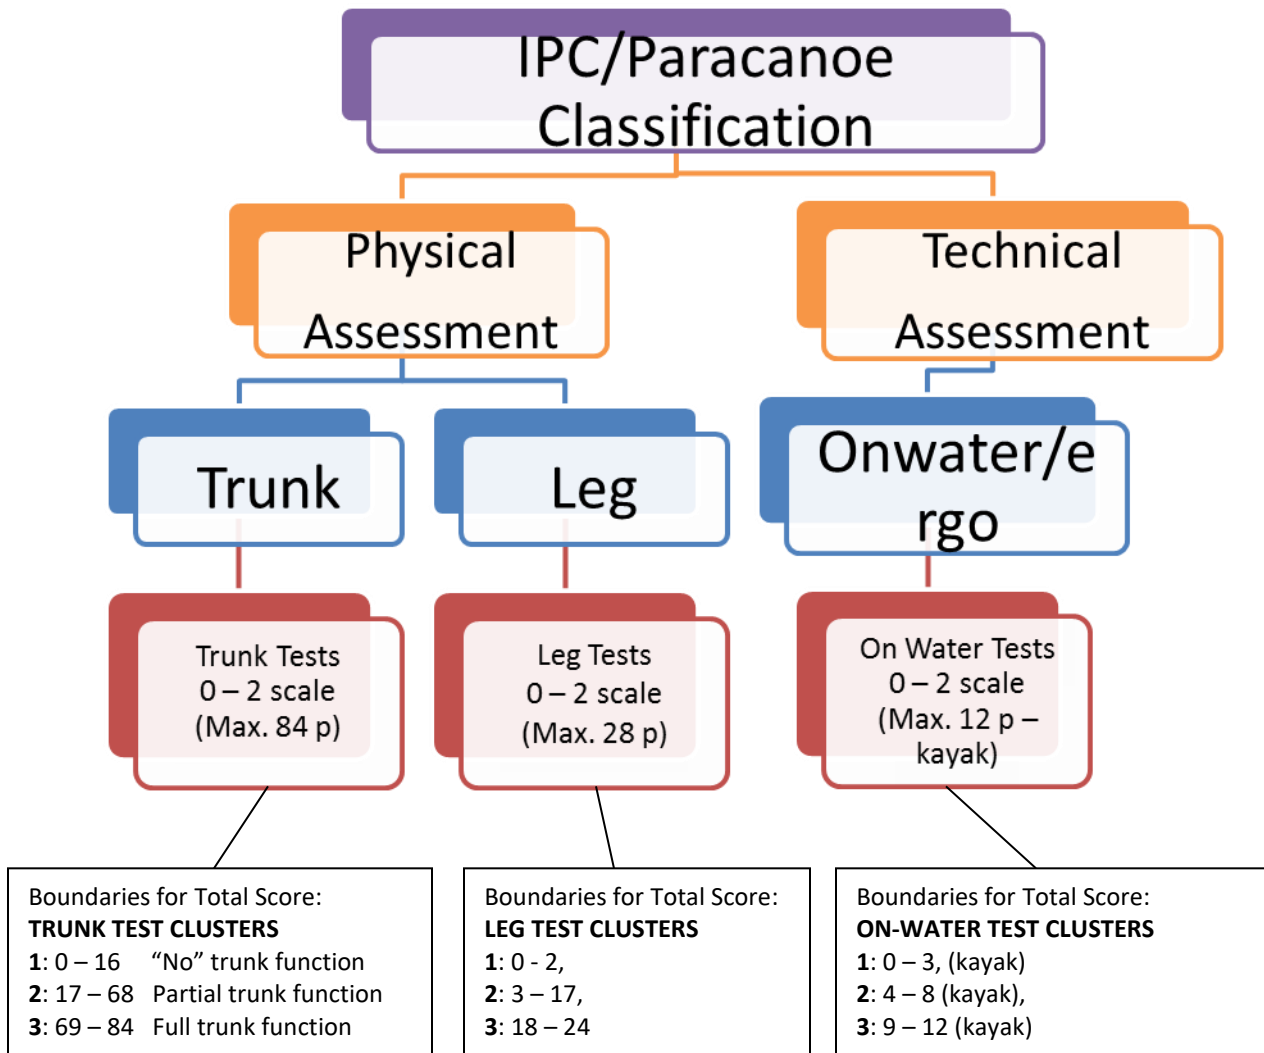 IPC/Paracanoe
Classification
Physical
Assessment
Technical
Assessment
Trunk
Leg
Onwater/e
rgo
Trunk Tests
0 – 2 scale
(Max. 84 p)
Leg Tests
0 – 2 scale
(Max. 28 p)
On Water Tests
0 – 2 scale
(Max. 12 p –
kayak)
Boundaries for Total Score:
TRUNK TEST CLUSTERS
1: 0 – 16 “No” trunk function
2: 17 – 68 Partial trunk function
3: 69 – 84 Full trunk function
Boundaries for Total Score:
LEG TEST CLUSTERS
1: 0 - 2,
2: 3 – 17,
3: 18 – 24
Boundaries for Total Score:
ON-WATER TEST CLUSTERS
1: 0 – 3, (kayak)
2: 4 – 8 (kayak),
3: 9 – 12 (kayak)